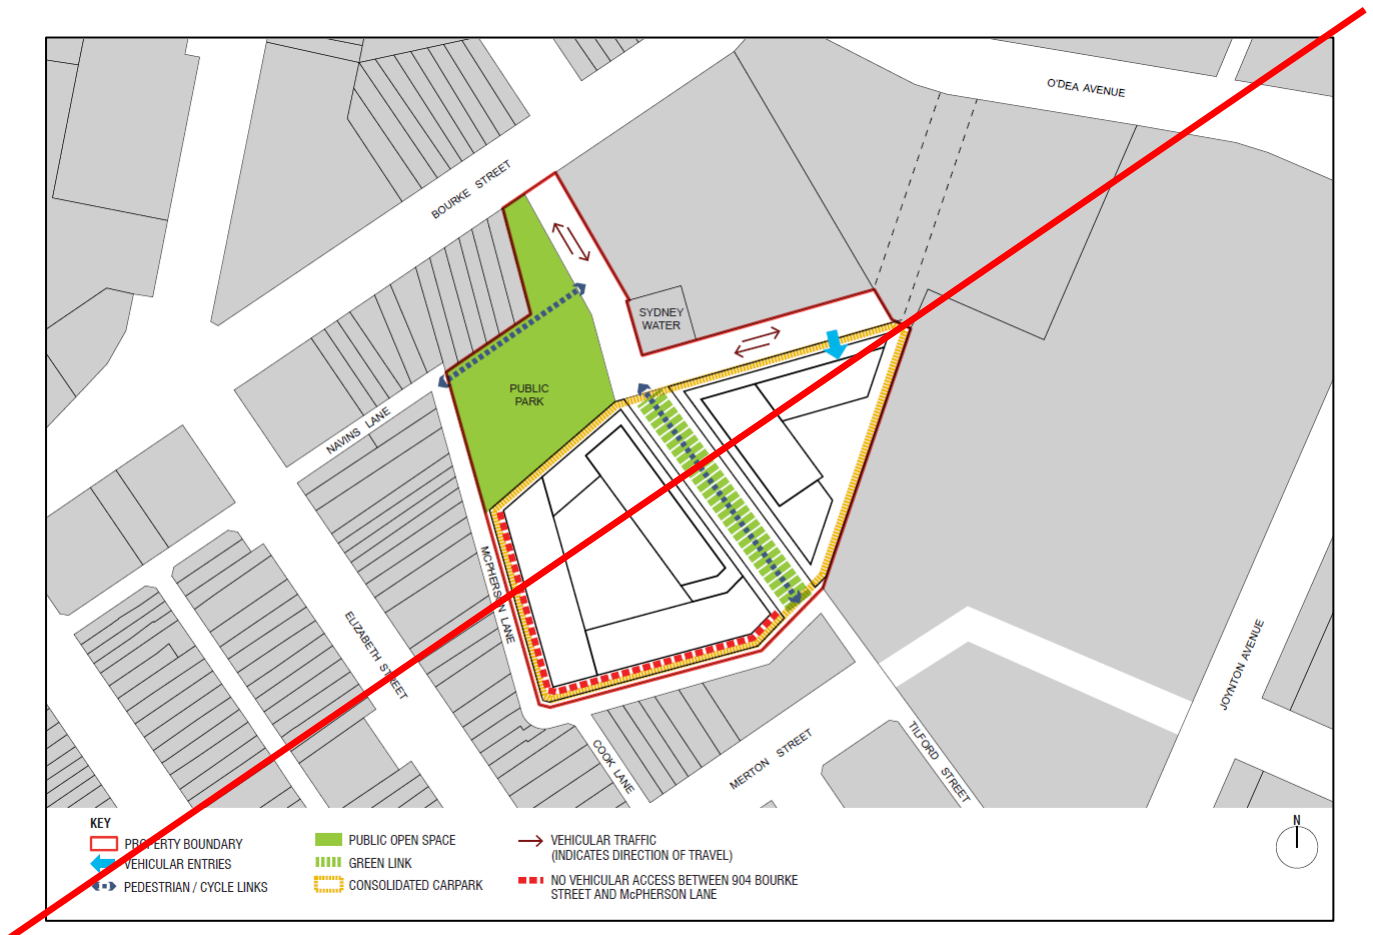 O'DEA AVENUE
BOURKE STREET
SYDNEY
WATER
PUBLIC
PARK
NAVINS LANE
MCPHERSON LANE
ELIZABETH STREET
JOYNTON AVENUE
COOK LANE
MERTON STREET
TILFORD STREET
KEY
PROPERTY BOUNDARY
VEHICULAR ENTRIES
PEDESTRIAN / CYCLE LINKS
PUBLIC OPEN SPACE
GREEN LINK
CONSOLIDATED CARPARK
VEHICULAR TRAFFIC
(INDICATES DIRECTION OF TRAVEL)
NO VEHICULAR ACCESS BETWEEN 904 BOURKE
STREET AND McPHERSON LANE
N